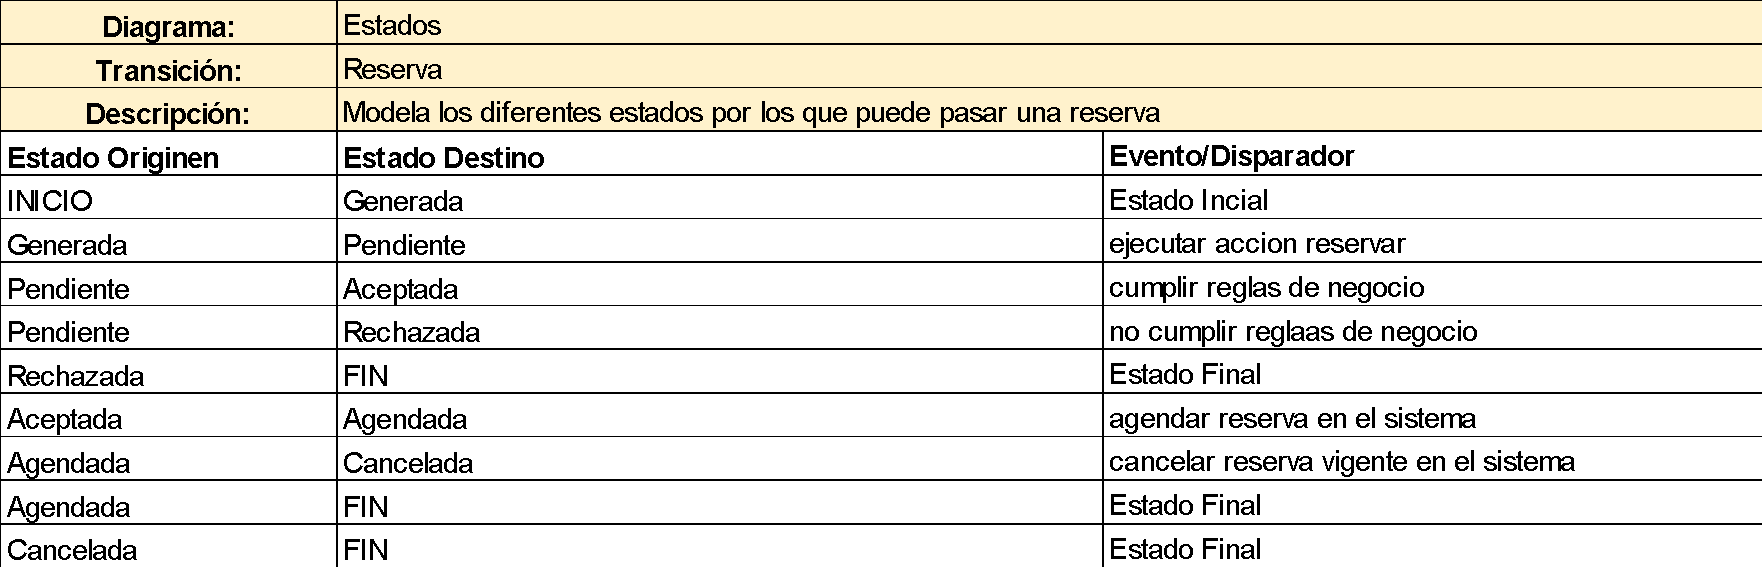 Diagrama: Estados
Transición: Reserva
Descripción: Modela los diferentes estados por los que puede pasar una reserva
Estado Originen Estado Destino Evento/Disparador
INICIO Generada Estado Incial
Generada Pendiente ejecutar accion reservar
Pendiente Aceptada cumplir reglas de negocio
Pendiente Rechazada no cumplir reglaas de negocio
Rechazada FIN Estado Final
Aceptada Agendada agendar reserva en el sistema
Agendada Cancelada cancelar reserva vigente en el sistema
Agendada FIN Estado Final
Cancelada FIN Estado Final